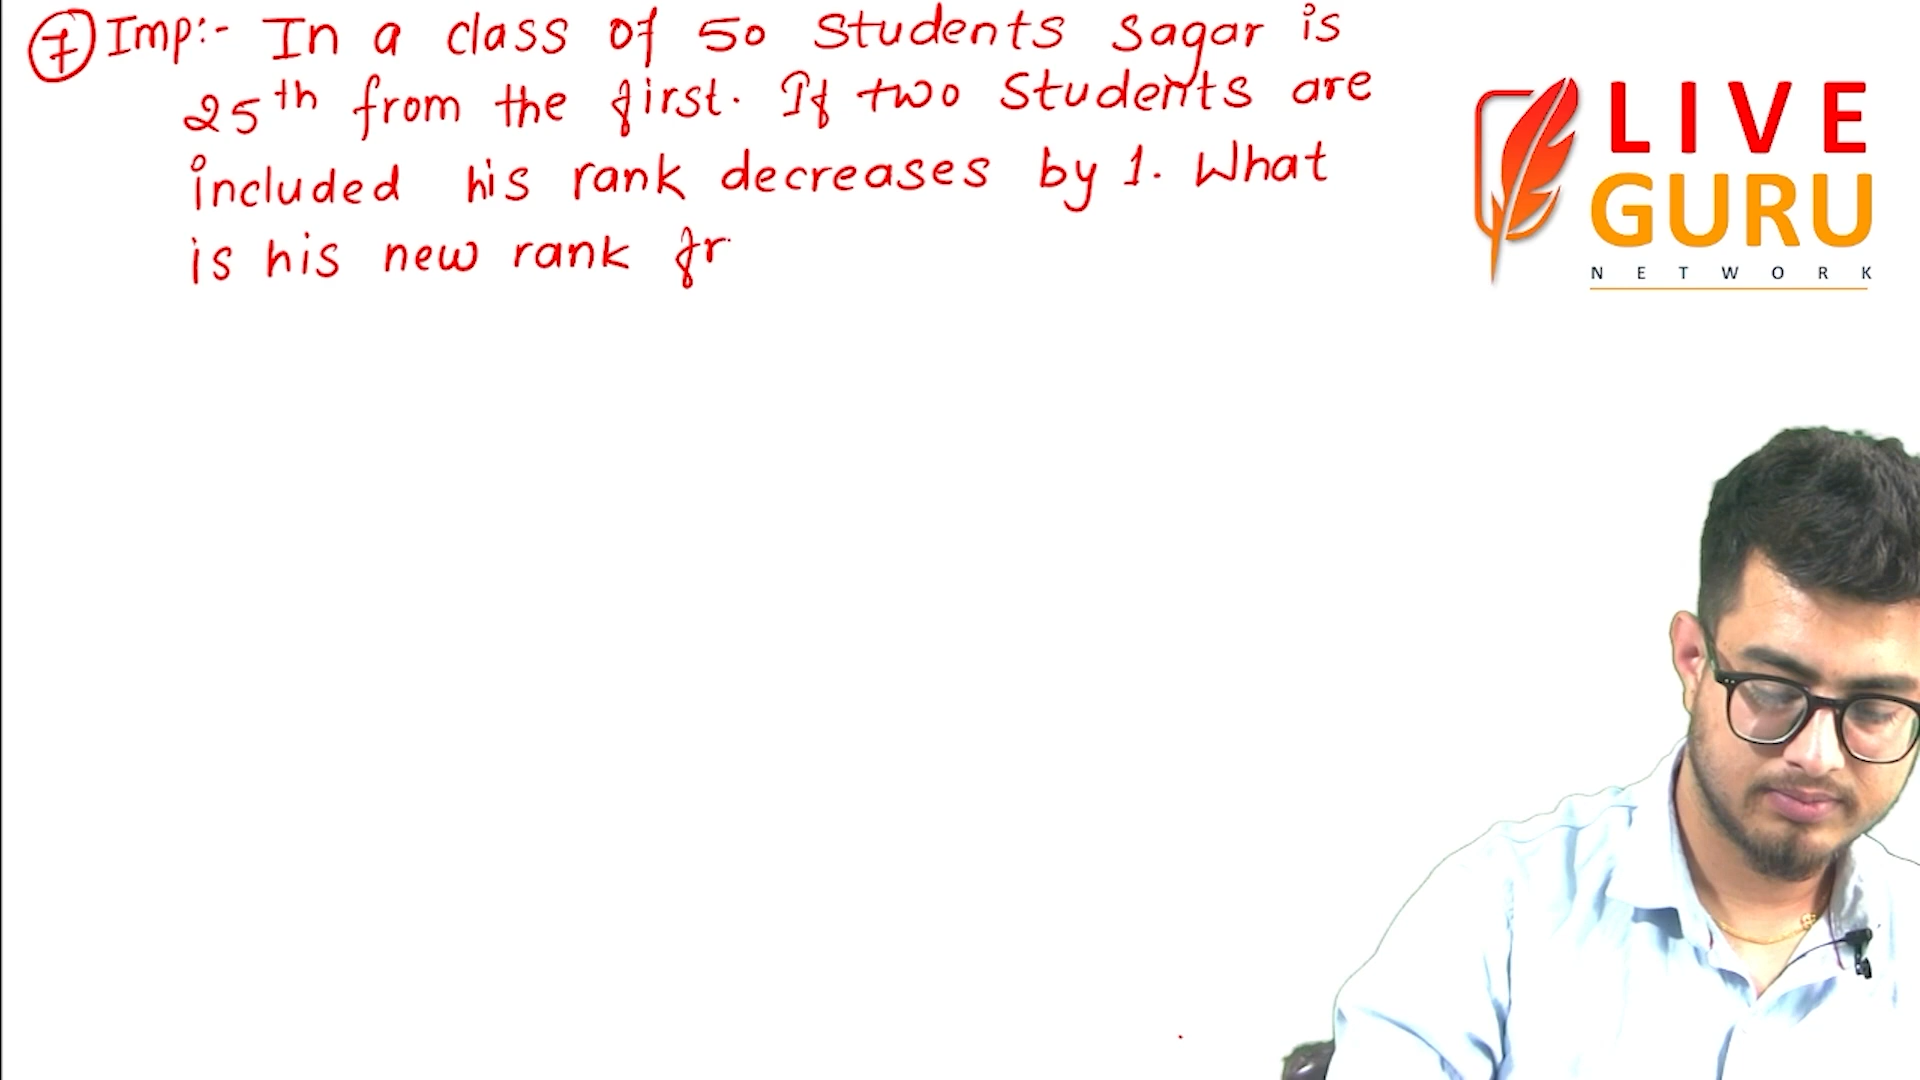 7 Imp:- In a class of 50 Students Sagar is
25th from the first. If two Students are
included his rank decreases by 1. What
is his new rank fr
LIVE
GURU
NETWORK